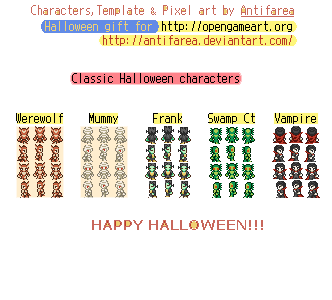 Characters, Template & Pixel art by Antifarea
Halloween gift for http://opengameart.org
http://antifarea.deviantart.com/
Classic Halloween characters
Werewolf Mummy Frank Swamp Ct Vampire
HAPPY HALLOWEEN!!!